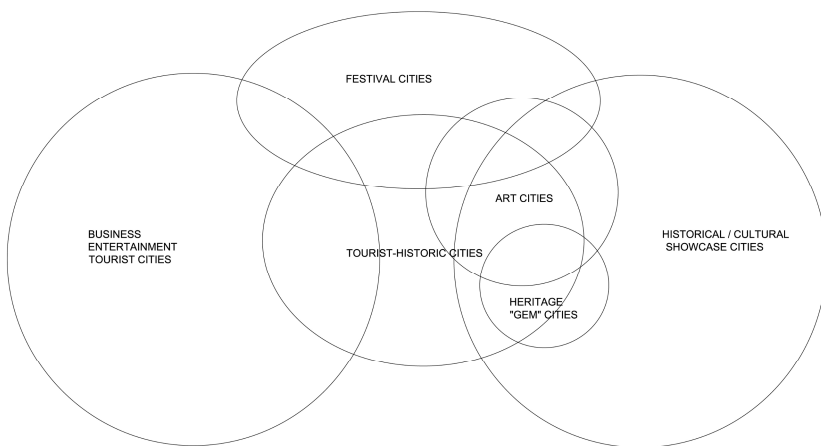 FESTIVAL CITIES
ART CITIES
BUSINESS
ENTERTAINMENT
TOURIST CITIES
TOURIST-HISTORIC CITIES
HISTORICAL / CULTURAL
SHOWCASE CITIES
HERITAGE
"GEM" CITIES